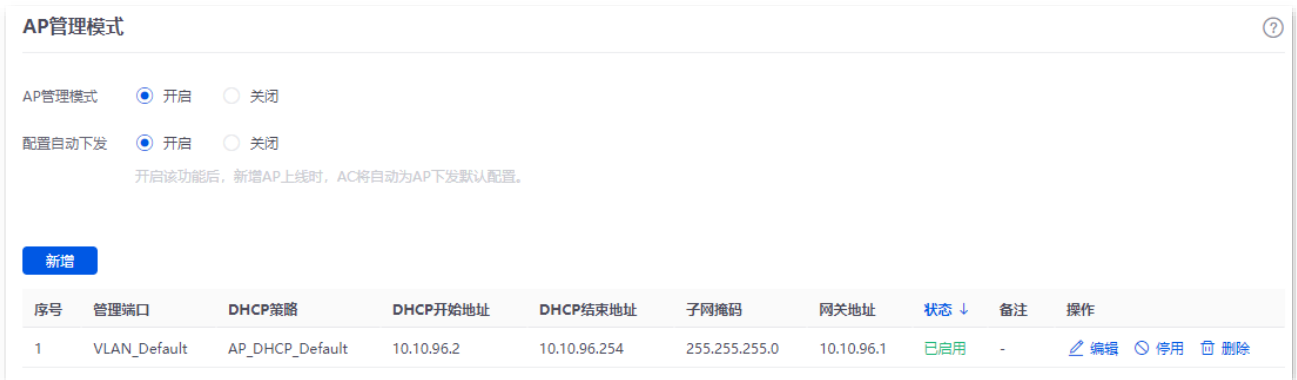 AP管理模式
AP管理模式 开启 关闭
配置自动下发 开启 关闭
开启该功能后，新增AP上线时，AC将自动为AP下发默认配置。
新增
序号 管理端口 DHCP策略 DHCP开始地址 DHCP结束地址 子网掩码 网关地址 状态 ↓ 备注 操作
1 VLAN_Default AP_DHCP_Default 10.10.96.2 10.10.96.254 255.255.255.0 10.10.96.1 已启用 - 编辑 停用 删除